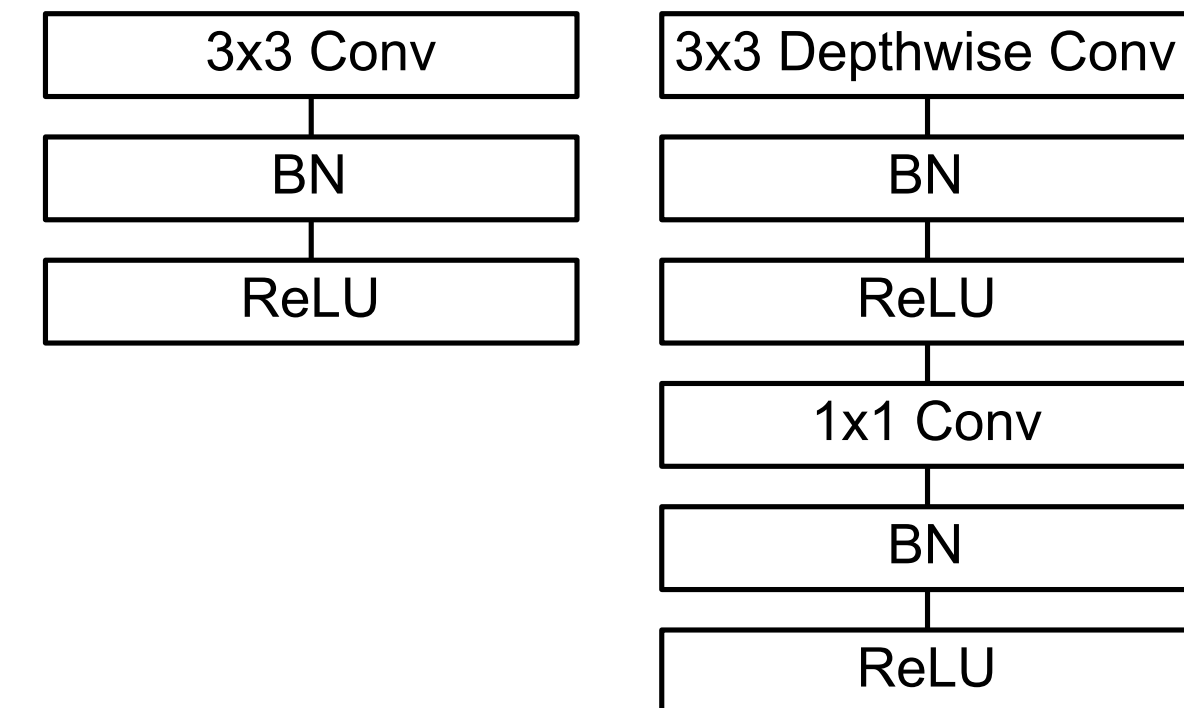 3x3 Conv
BN
ReLU
3x3 Depthwise Conv
BN
ReLU
1x1 Conv
BN
ReLU